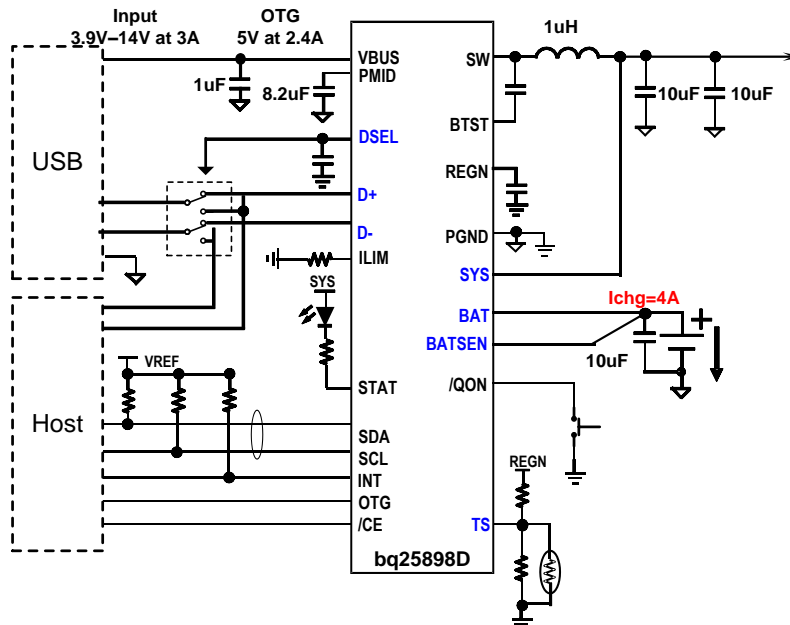 Input
3.9V–14V at 3A
OTG
5V at 2.4A
USB
Host
1uF
8.2uF
VBUS
PMID
DSEL
D+
D-
ILIM
SYS
STAT
VREF
SDA
SCL
INT
OTG
/CE
bq25898D
SW
BTST
REGN
PGND
SYS
BAT
BATSEN
/QON
TS
1uH
10uF
10uF
Ichg=4A
+
10uF
REGN